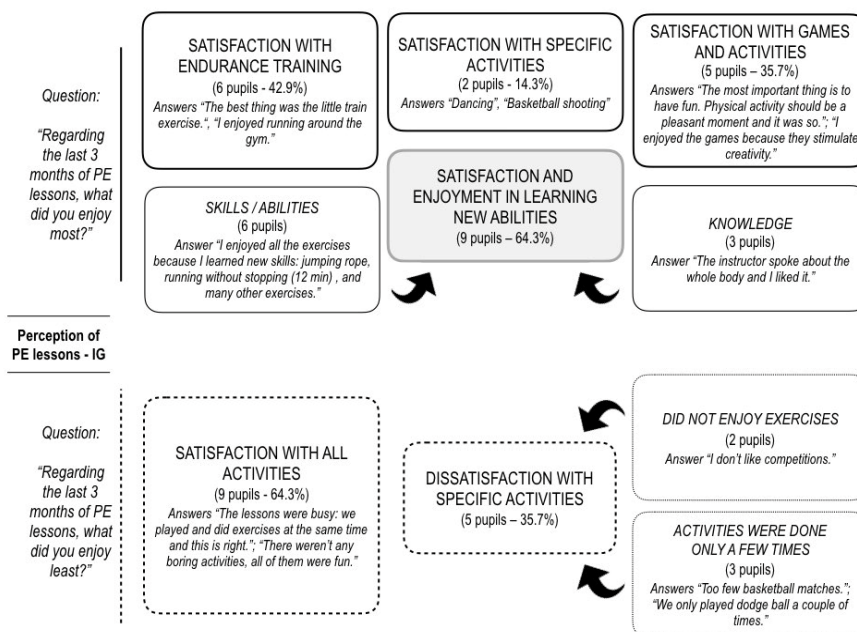 Question:
“Regarding
the last 3
months of PE
lessons, what
did you enjoy
most?”
SATISFACTION WITH
ENDURANCE TRAINING
(6 pupils - 42.9%)
Answers “The best thing was the little train
exercise.“, “I enjoyed running around the
gym.”
SATISFACTION WITH SPECIFIC
ACTIVITIES
(2 pupils - 14.3%)
Answers “Dancing”, “Basketball shooting”
SATISFACTION WITH GAMES
AND ACTIVITIES
(5 pupils – 35.7%)
Answers “The most important thing is to
have fun. Physical activity should be a
pleasant moment and it was so.”; “I
enjoyed the games because they stimulate
creativity.”
SKILLS / ABILITIES
(6 pupils)
Answer “I enjoyed all the exercises
because I learned new skills: jumping rope,
running without stopping (12 min) , and
many other exercises.”
SATISFACTION AND
ENJOYMENT IN LEARNING
NEW ABILITIES
(9 pupils – 64.3%)
KNOWLEDGE
(3 pupils)
Answer “The instructor spoke about the
whole body and I liked it.”
Perception of
PE lessons - IG
Question:
“Regarding
the last 3
months of PE
lessons, what
did you enjoy
least?”
SATISFACTION WITH ALL
ACTIVITIES
(9 pupils - 64.3%)
Answers “The lessons were busy: we
played and did exercises at the same time
and this is right.”; “There weren’t any
boring activities, all of them were fun.”
DISSATISFACTION WITH
SPECIFIC ACTIVITIES
(5 pupils – 35.7%)
DID NOT ENJOY EXERCISES
(2 pupils)
Answer “I don’t like competitions.”
ACTIVITIES WERE DONE
ONLY A FEW TIMES
(3 pupils)
Answers “Too few basketball matches.”;
“We only played dodge ball a couple of
times.”